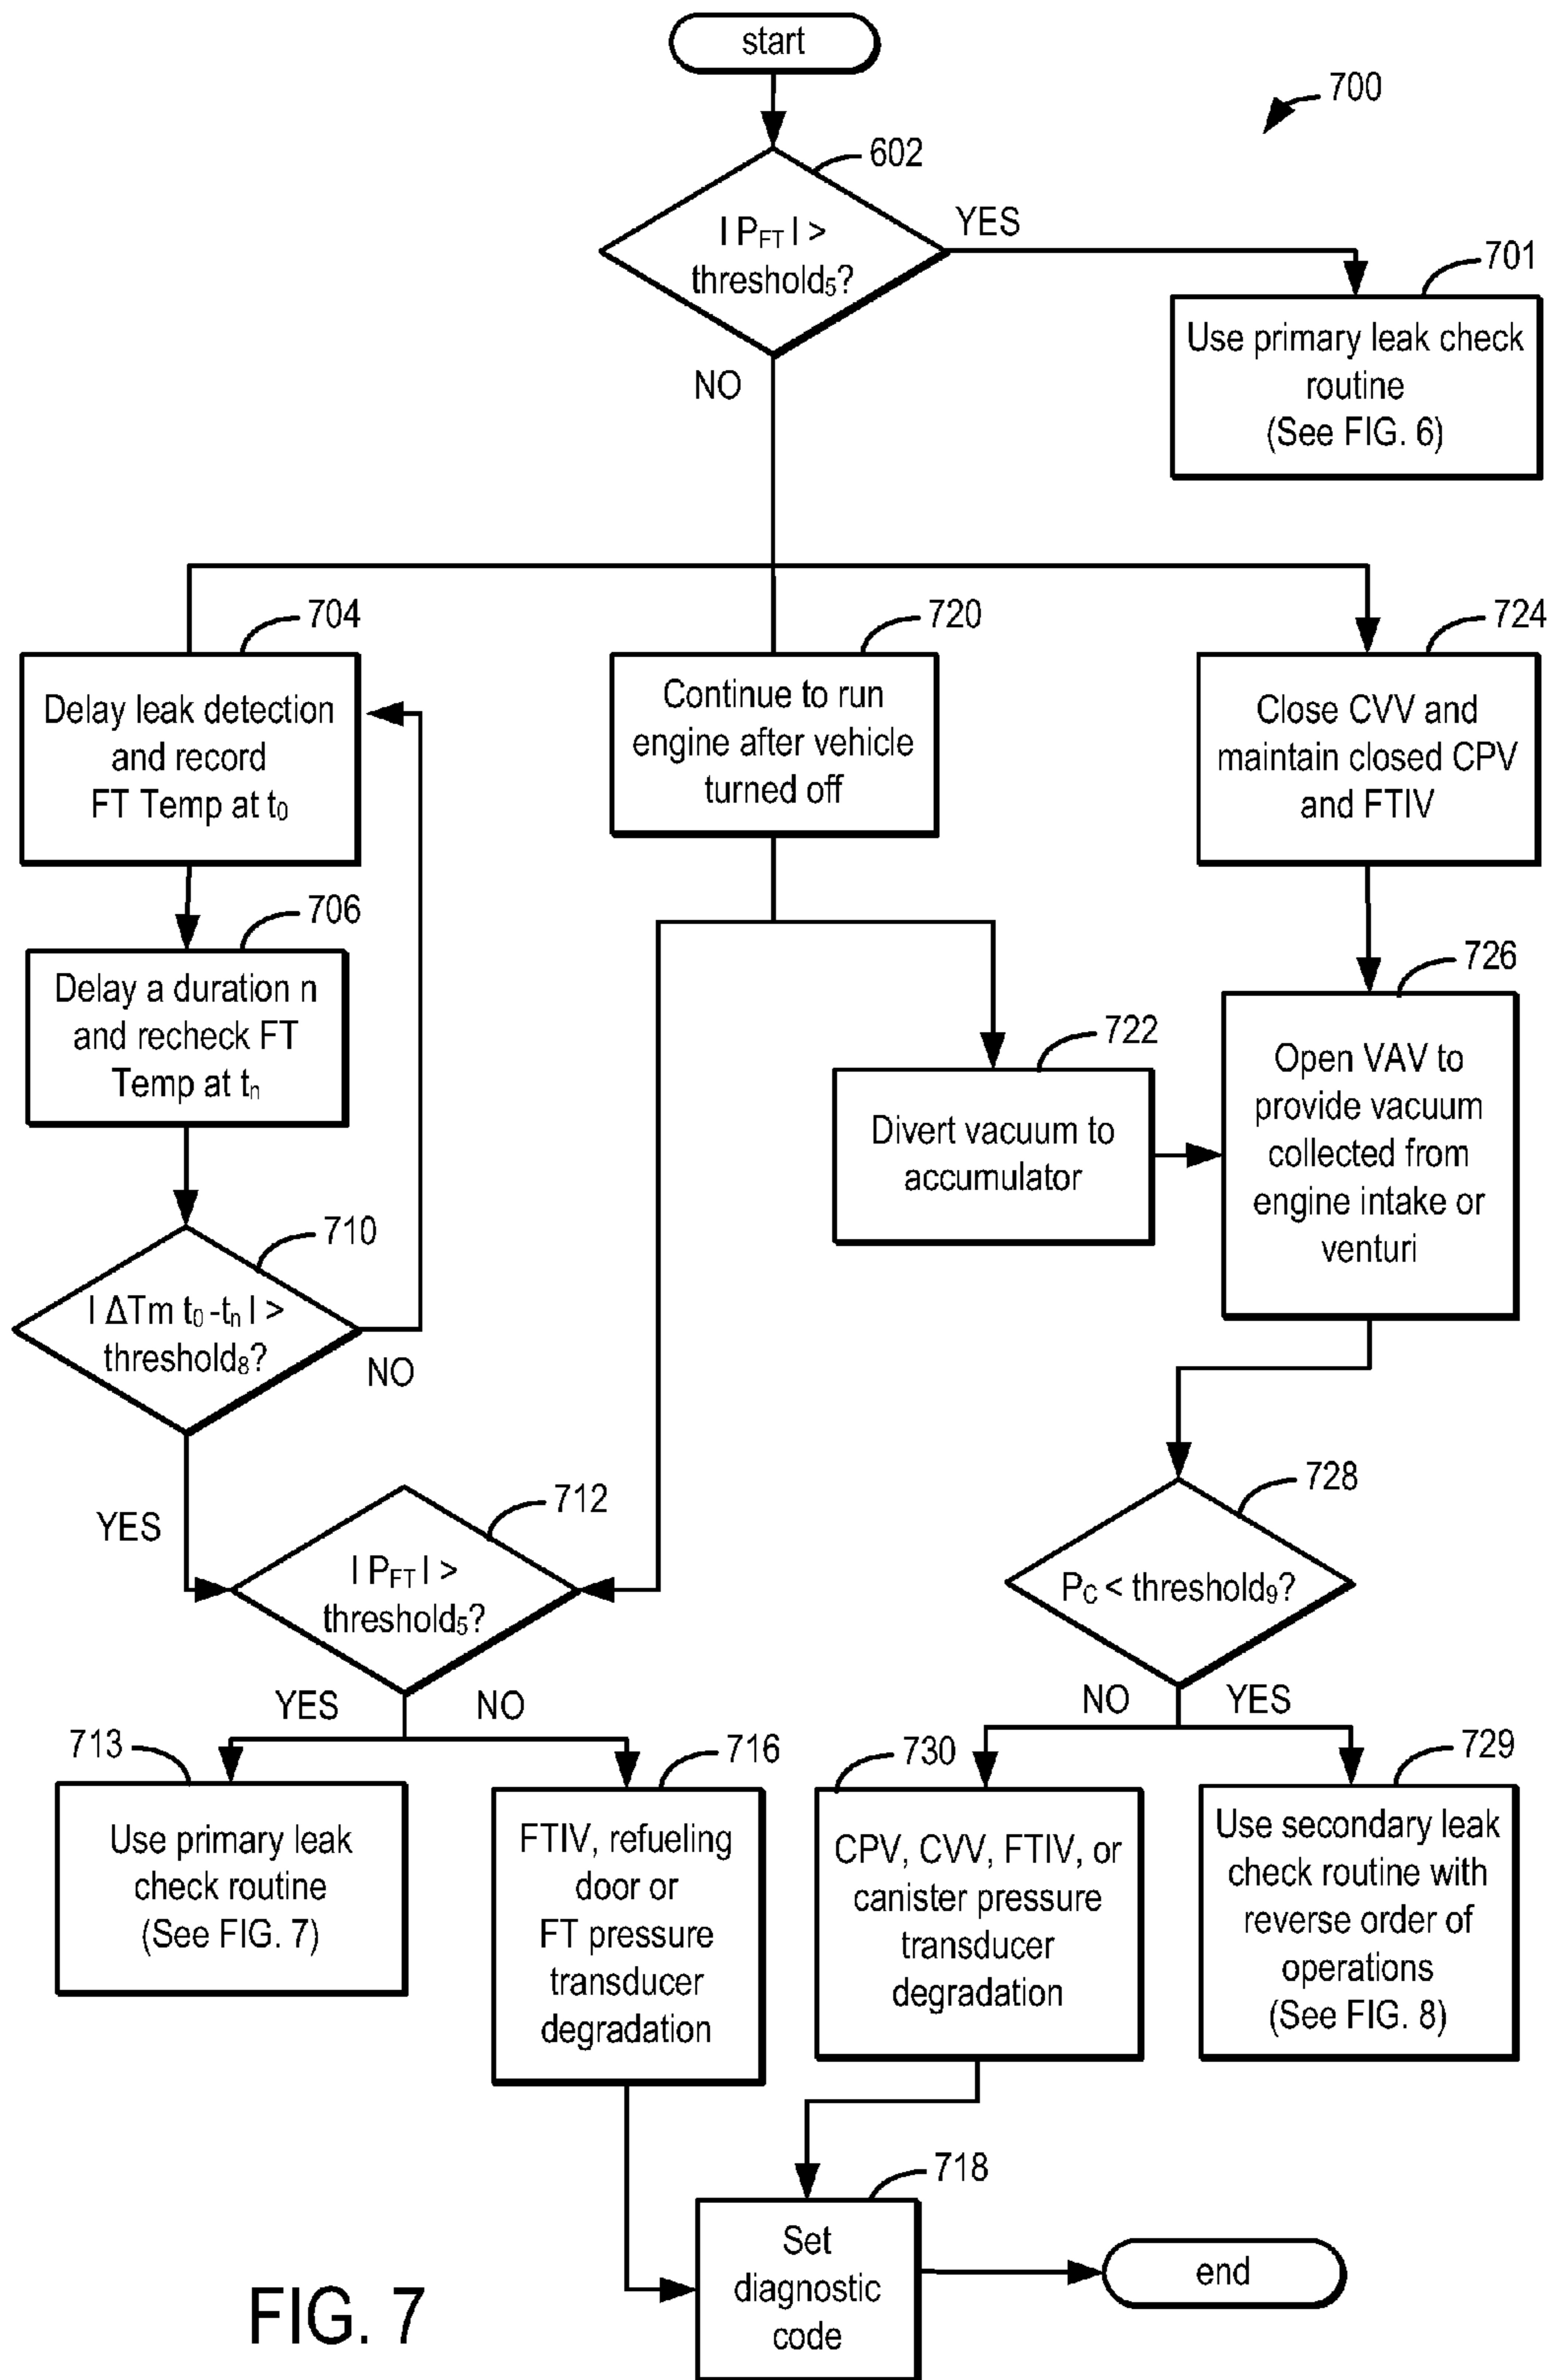 start
700
602
| P_FT | >
threshold₅?
YES
NO
701
Use primary leak check
routine
(See FIG. 6)
704
Delay leak detection
and record
FT Temp at t₀
720
Continue to run
engine after vehicle
turned off
724
Close CVV and
maintain closed CPV
and FTIV
706
Delay a duration n
and recheck FT
Temp at tₙ
722
Divert vacuum to
accumulator
726
Open VAV to
provide vacuum
collected from
engine intake or
venturi
710
| ΔTm t₀ -tₙ | >
threshold₈?
NO
YES
712
| P_FT | >
threshold₅?
YES
NO
728
P_C < threshold₉?
NO
YES
713
Use primary leak
check routine
(See FIG. 7)
716
FTIV, refueling
door or
FT pressure
transducer
degradation
730
CPV, CVV, FTIV, or
canister pressure
transducer
degradation
729
Use secondary leak
check routine with
reverse order of
operations
(See FIG. 8)
718
Set
diagnostic
code
end
FIG. 7